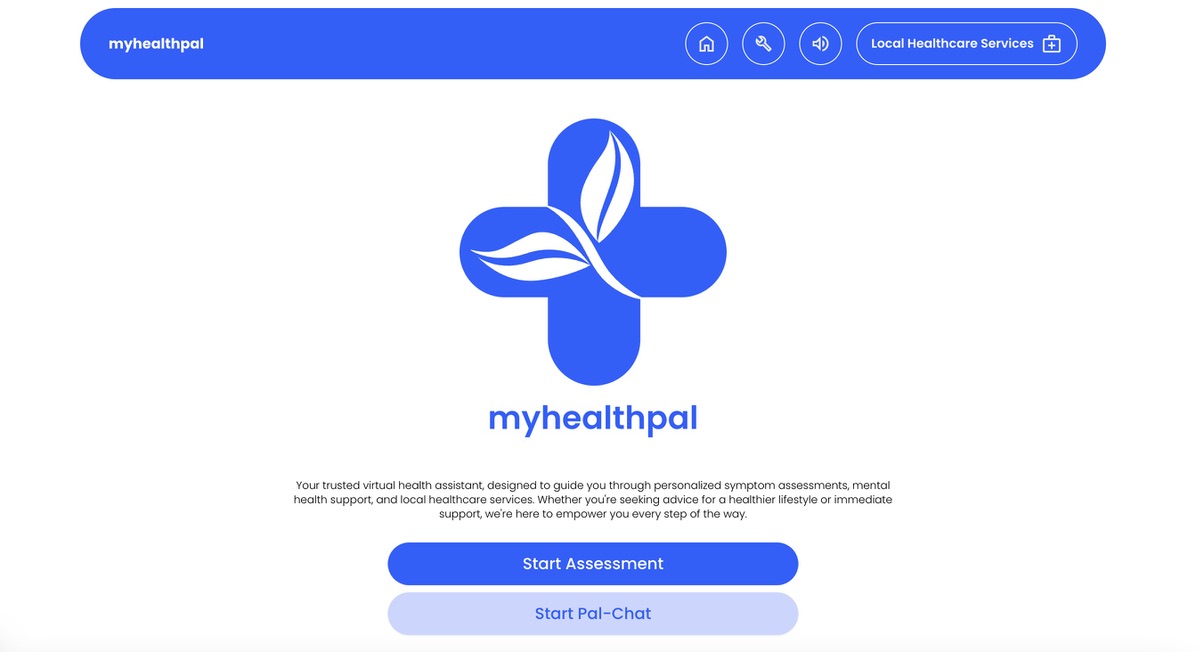 myhealthpal
Local Healthcare Services
myhealthpal
Your trusted virtual health assistant, designed to guide you through personalized symptom assessments, mental
health support, and local healthcare services. Whether you're seeking advice for a healthier lifestyle or immediate
support, we're here to empower you every step of the way.
Start Assessment
Start Pal-Chat